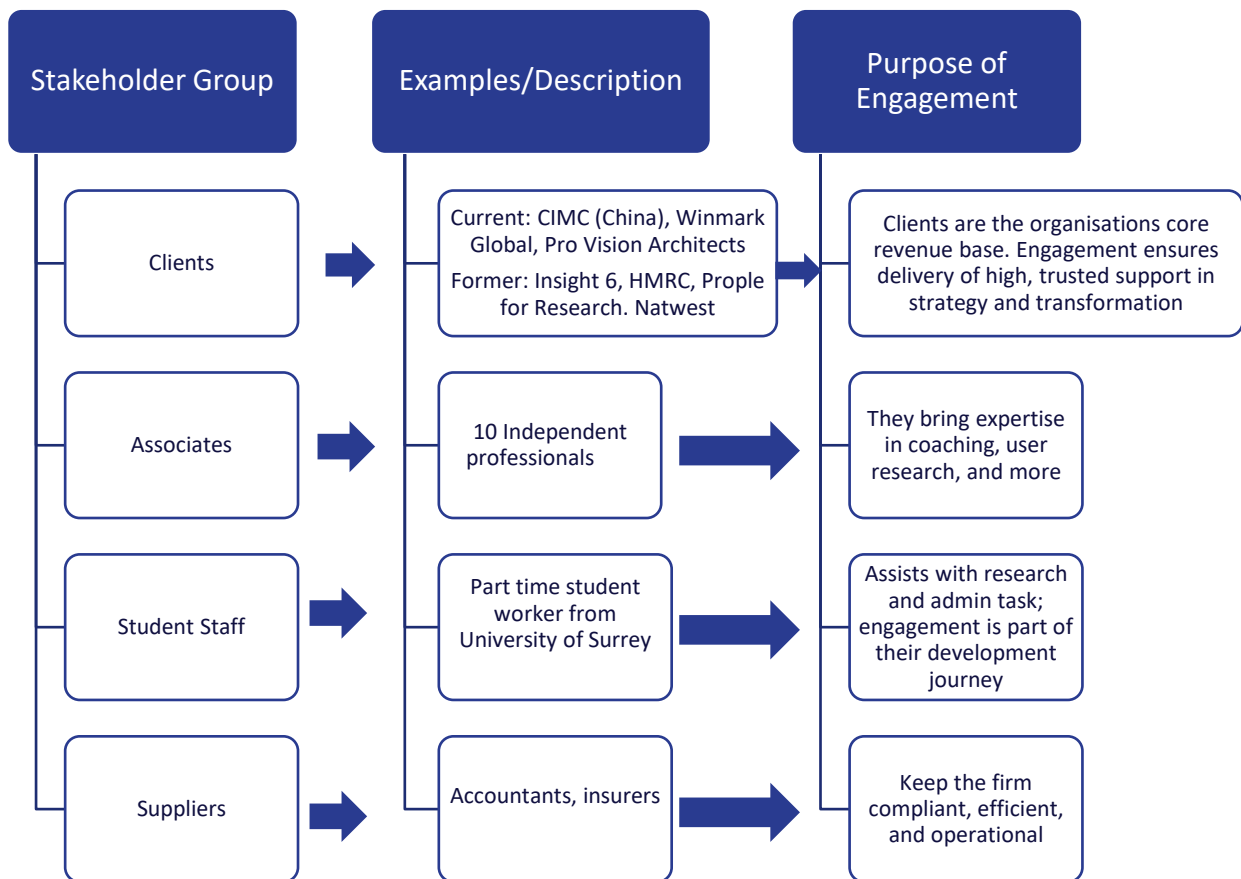 Stakeholder Group
Examples/Description
Purpose of
Engagement
Clients
Current: CIMC (China), Winmark
Global, Pro Vision Architects
Former: Insight 6, HMRC, Prople
for Research. Natwest
Clients are the organisations core
revenue base. Engagement ensures
delivery of high, trusted support in
strategy and transformation
Associates
10 Independent
professionals
They bring expertise
in coaching, user
research, and more
Student Staff
Part time student
worker from
University of Surrey
Assists with research
and admin task;
engagement is part of
their development
journey
Suppliers
Accountants, insurers
Keep the firm
compliant, efficient,
and operational